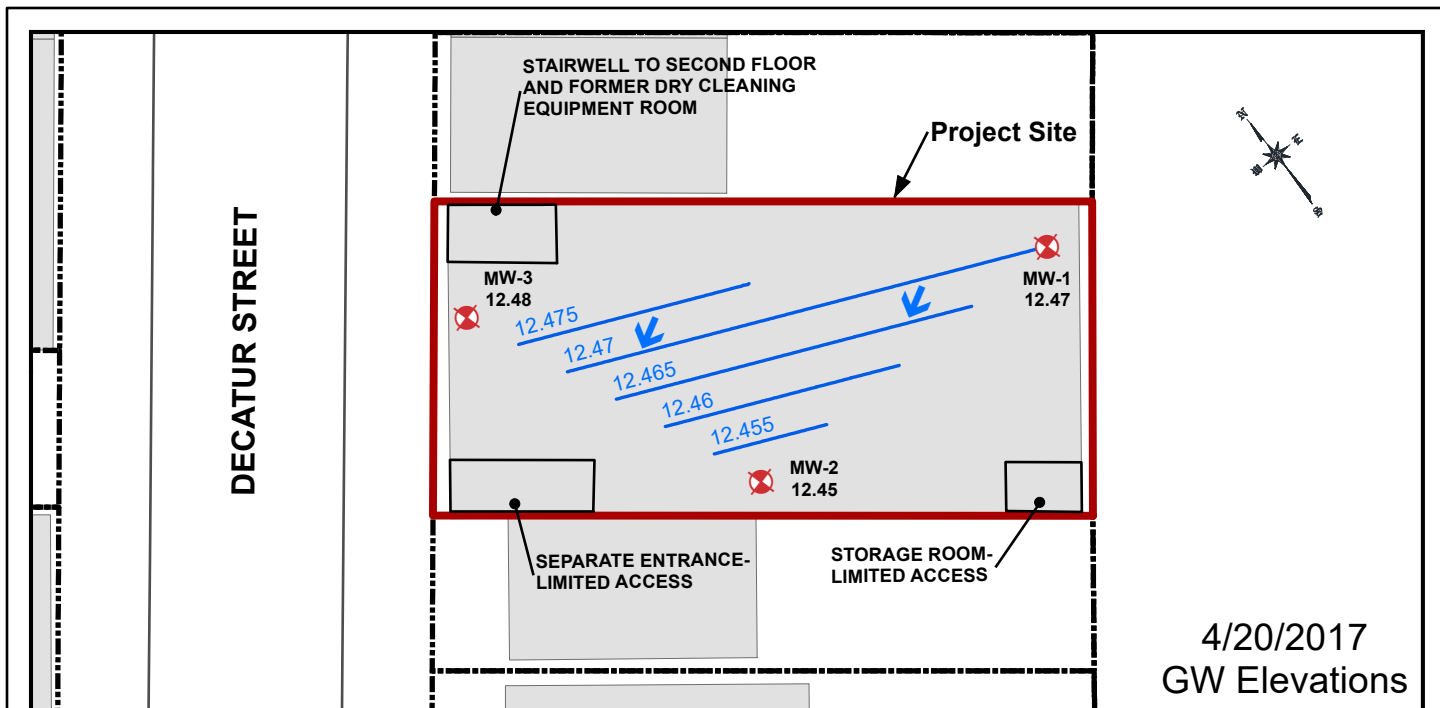 STAIRWELL TO SECOND FLOOR
AND FORMER DRY CLEANING
EQUIPMENT ROOM
Project Site
N
E
W
S
DECATUR STREET
MW-3
12.48
MW-1
12.47
12.475
12.47
12.465
12.46
12.455
MW-2
12.45
SEPARATE ENTRANCE-
LIMITED ACCESS
STORAGE ROOM-
LIMITED ACCESS
4/20/2017
GW Elevations